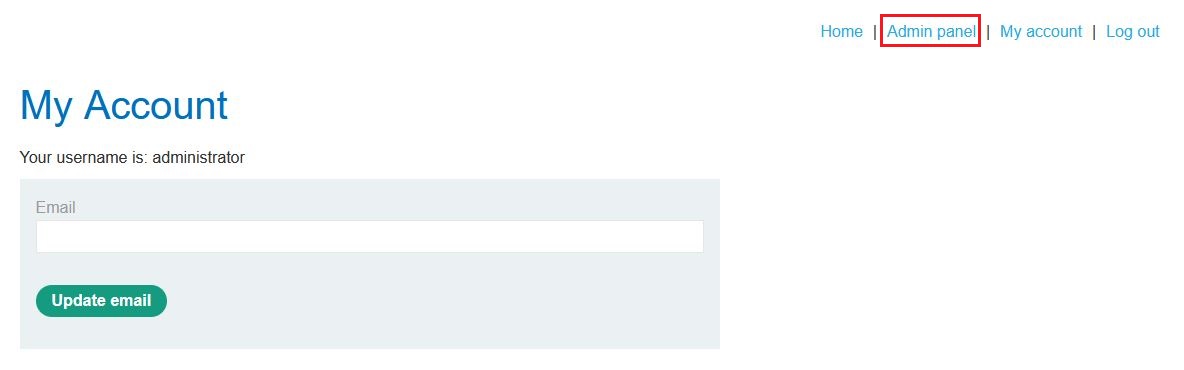 Home | Admin panel | My account | Log out
My Account
Your username is: administrator
Email
Update email